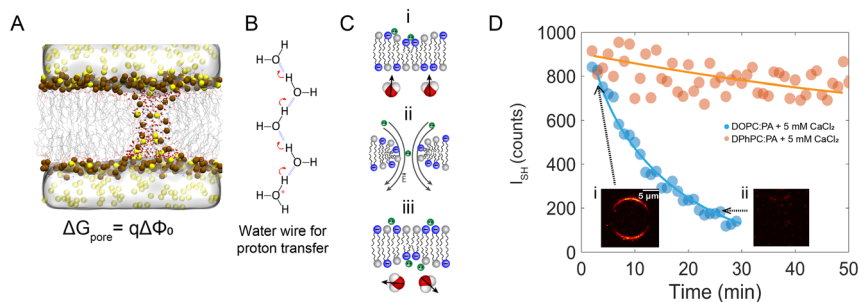 A
ΔG_pore = qΔΦ₀
B
H
H
O
H
H
O
H
H
O
H
H
O
H
H
O
H
+
Water wire for
proton transfer
C
i
ii
E
iii
D
I_SH (counts)
1200
1000
800
600
400
200
0
DOPC:PA + 5 mM CaCl₂
DPhPC:PA + 5 mM CaCl₂
i
5 μm
ii
0
10
20
30
40
50
Time (min)